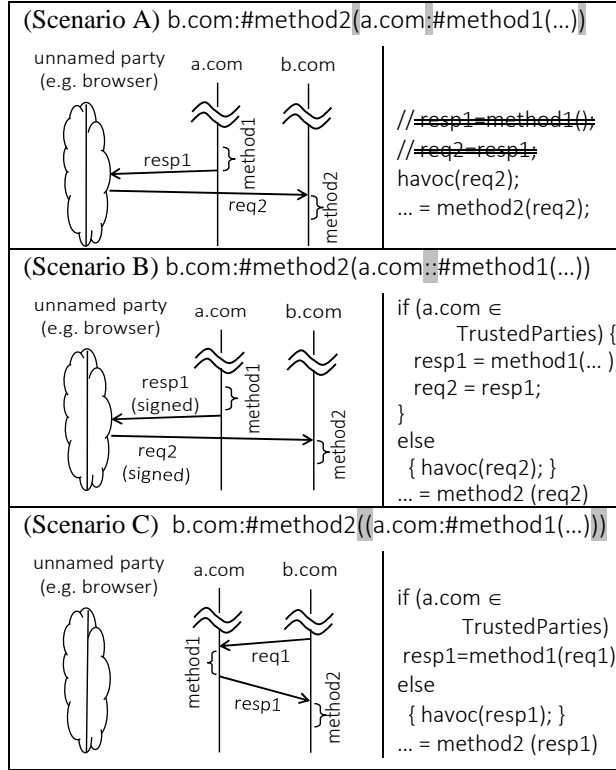 (Scenario A) b.com:#method2(a.com:#method1(...))
unnamed party
(e.g. browser)
a.com
b.com
resp1
method1
req2
method2
//resp1=method1();
//req2=resp1;
havoc(req2);
... = method2(req2);
(Scenario B) b.com:#method2(a.com::#method1(...))
unnamed party
(e.g. browser)
a.com
b.com
resp1
(signed)
method1
req2
(signed)
method2
if (a.com ∈
TrustedParties) {
resp1 = method1(... )
req2 = resp1;
}
else
{ havoc(req2); }
... = method2 (req2)
(Scenario C) b.com:#method2((a.com:#method1(...)))
unnamed party
(e.g. browser)
a.com
b.com
req1
method1
resp1
method2
if (a.com ∈
TrustedParties)
resp1=method1(req1)
else
{ havoc(resp1); }
... = method2 (resp1)